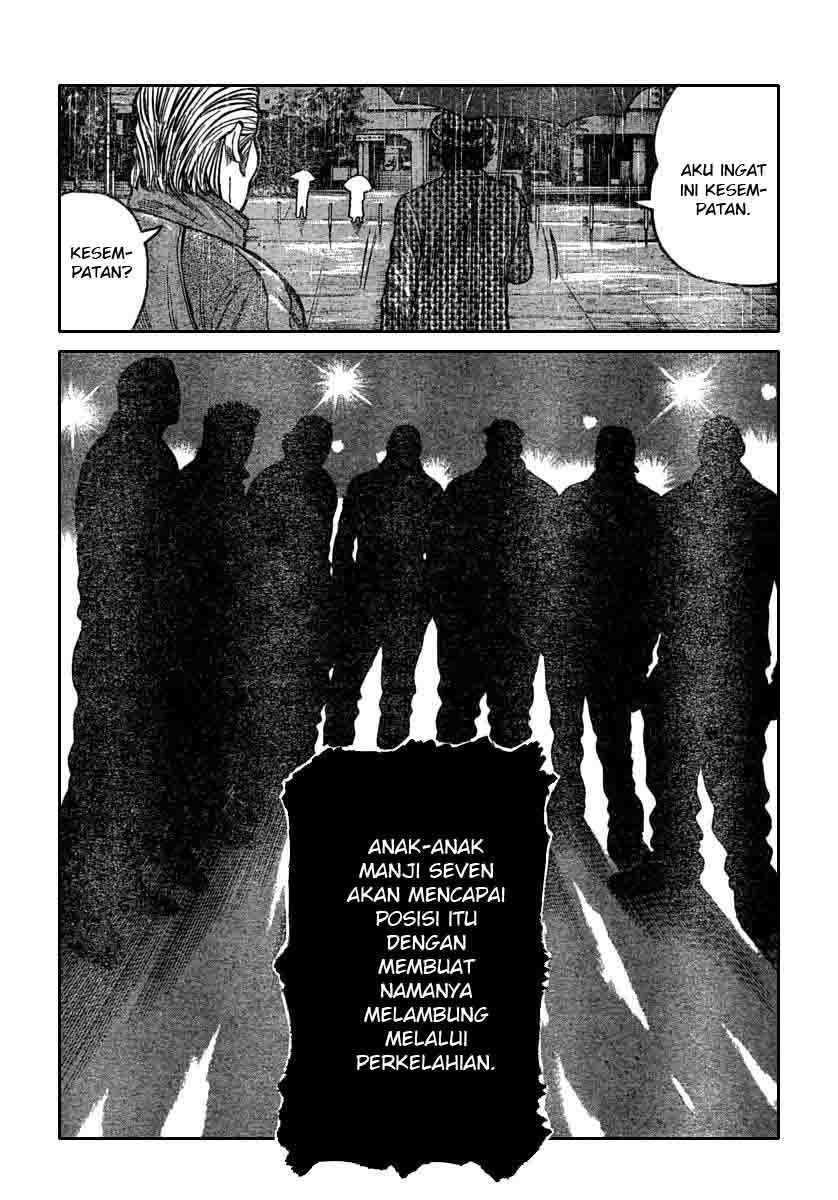 AKU INGAT
INI KESEM-
PATAN.
KESEM-
PATAN?
ANAK-ANAK
MANJI SEVEN
AKAN MENCAPAI
POSISI ITU
DENGAN
MEMBUAT
NAMANYA
MELAMBUNG
MELALUI
PERKELAHIAN.